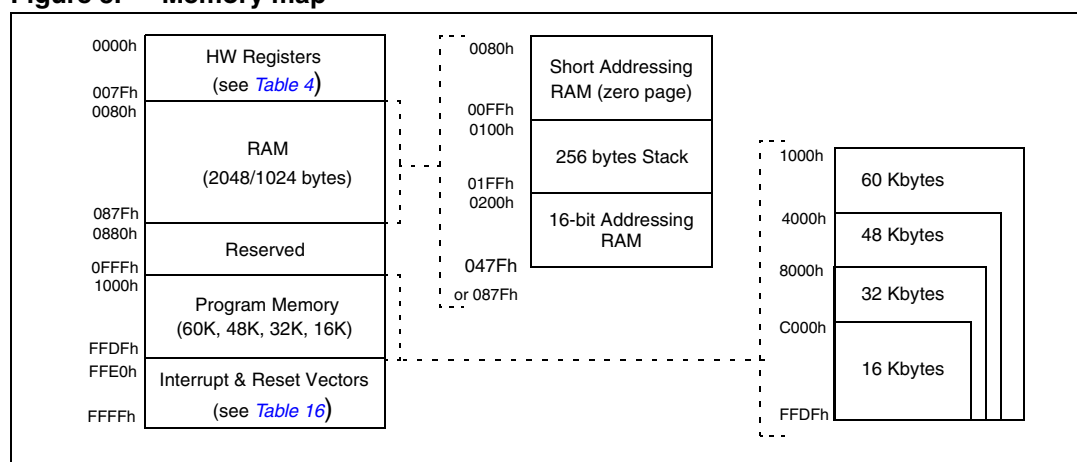 Figure 3. Memory map
0000h
HW Registers
(see Table 4)
007Fh
0080h
RAM
(2048/1024 bytes)
087Fh
0880h
Reserved
0FFFh
1000h
Program Memory
(60K, 48K, 32K, 16K)
FFDFh
FFE0h
Interrupt & Reset Vectors
(see Table 16)
FFFFh
0080h
Short Addressing
RAM (zero page)
00FFh
0100h
256 bytes Stack
01FFh
0200h
16-bit Addressing
RAM
047Fh
or 087Fh
1000h
60 Kbytes
4000h
48 Kbytes
8000h
32 Kbytes
C000h
16 Kbytes
FFDFh